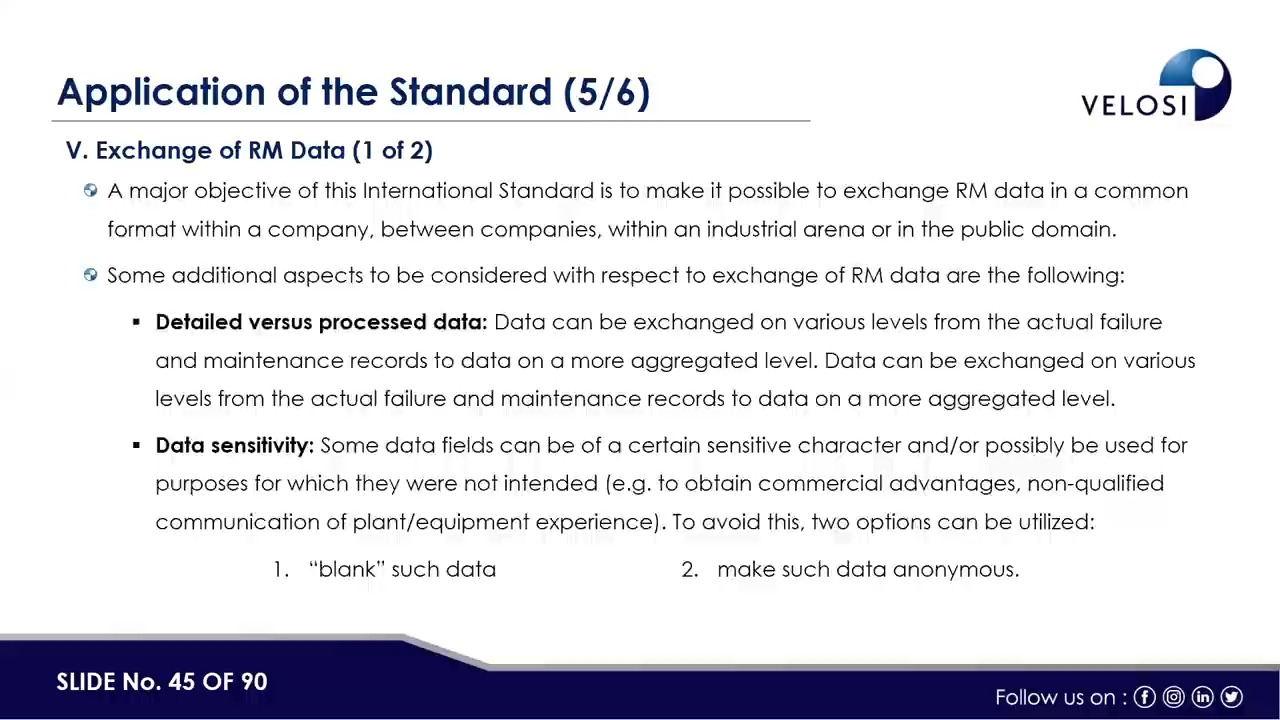 Application of the Standard (5/6)
VELOSI
V. Exchange of RM Data (1 of 2)
A major objective of this International Standard is to make it possible to exchange RM data in a common
format within a company, between companies, within an industrial arena or in the public domain.
Some additional aspects to be considered with respect to exchange of RM data are the following:
▪ Detailed versus processed data: Data can be exchanged on various levels from the actual failure
and maintenance records to data on a more aggregated level. Data can be exchanged on various
levels from the actual failure and maintenance records to data on a more aggregated level.
▪ Data sensitivity: Some data fields can be of a certain sensitive character and/or possibly be used for
purposes for which they were not intended (e.g. to obtain commercial advantages, non-qualified
communication of plant/equipment experience). To avoid this, two options can be utilized:
1. “blank” such data 2. make such data anonymous.
SLIDE No. 45 OF 90
Follow us on :